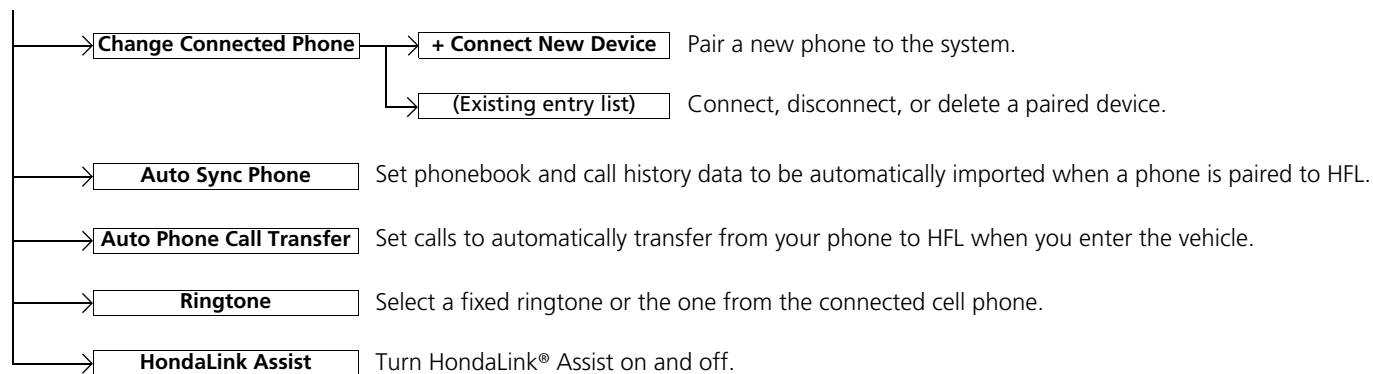 Change Connected Phone + Connect New Device Pair a new phone to the system.
(Existing entry list) Connect, disconnect, or delete a paired device.
Auto Sync Phone Set phonebook and call history data to be automatically imported when a phone is paired to HFL.
Auto Phone Call Transfer Set calls to automatically transfer from your phone to HFL when you enter the vehicle.
Ringtone Select a fixed ringtone or the one from the connected cell phone.
HondaLink Assist Turn HondaLink® Assist on and off.